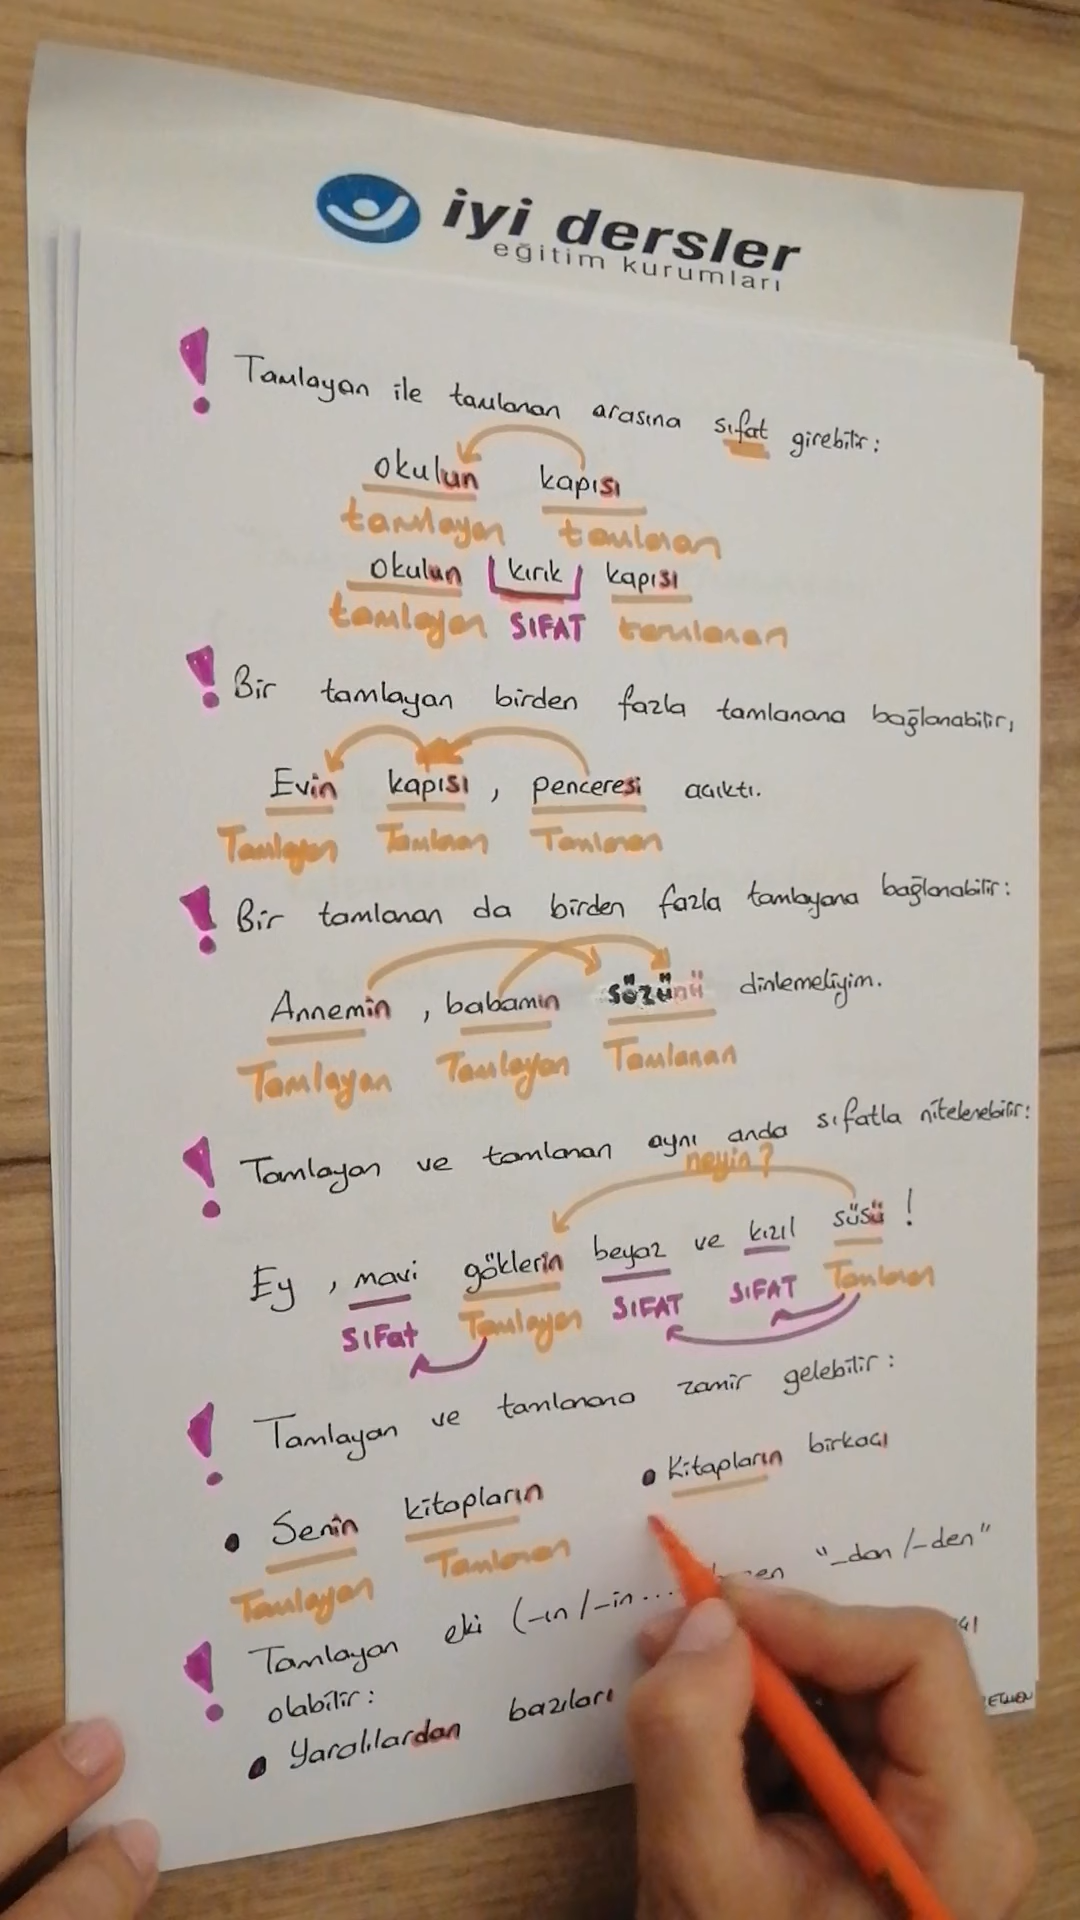 iyi dersler
eğitim kurumları
! Tamlayan ile tamlanan arasına sıfat girebilir:
okulun kapısı
tamlayan tamlanan
okulun kırık kapısı
tamlayan SIFAT tamlanan
! Bir tamlayan birden fazla tamlanana bağlanabilir;
Evin kapısı, penceresi açıktı.
Tamlayan Tamlanan Tamlanan
! Bir tamlanan da birden fazla tamlayana bağlanabilir:
Annemin, babamın sözünü dinlemeliyim.
Tamlayan Tamlayan Tamlanan
! Tamlayan ve tamlanan aynı anda sıfatla nitelenebilir:
neyin?
Ey, mavi göklerin beyaz ve kızıl süsü!
SIFat Tamlayan SIFAT SIFAT Tamlanan
! Tamlayan ve tamlanana zamir gelebilir:
• Senin kitapların • Kitapların birkaçı
Tamlayan Tamlanan
! Tamlayan eki (-ın/-in... "-dan/-den"
olabilir:
• Yaralılardan bazıları